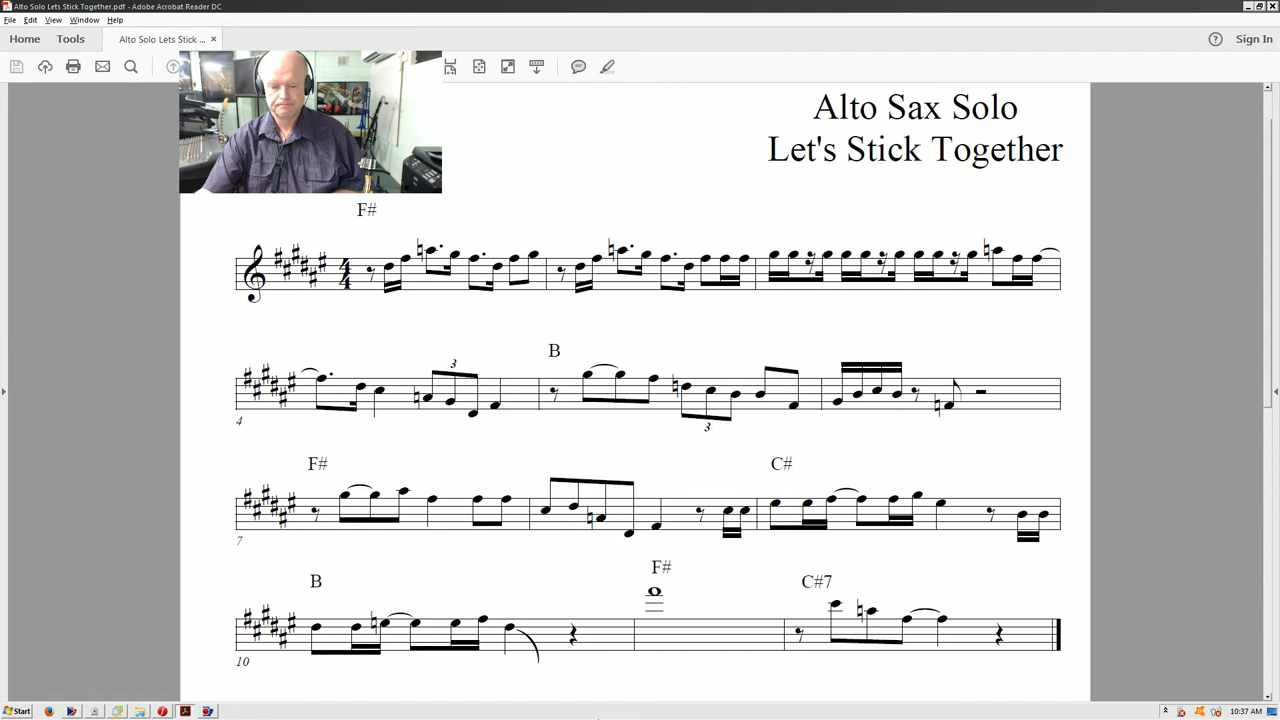 Alto Solo Lets Stick Together.pdf - Adobe Acrobat Reader DC
File Edit View Window Help
Home Tools Alto Solo Lets Stick ... × ? Sign In
Alto Sax Solo
Let's Stick Together
F#
4
4
3
B
3
4
F#
C#
7
B
F#
C#7
10
Start
10:37 AM